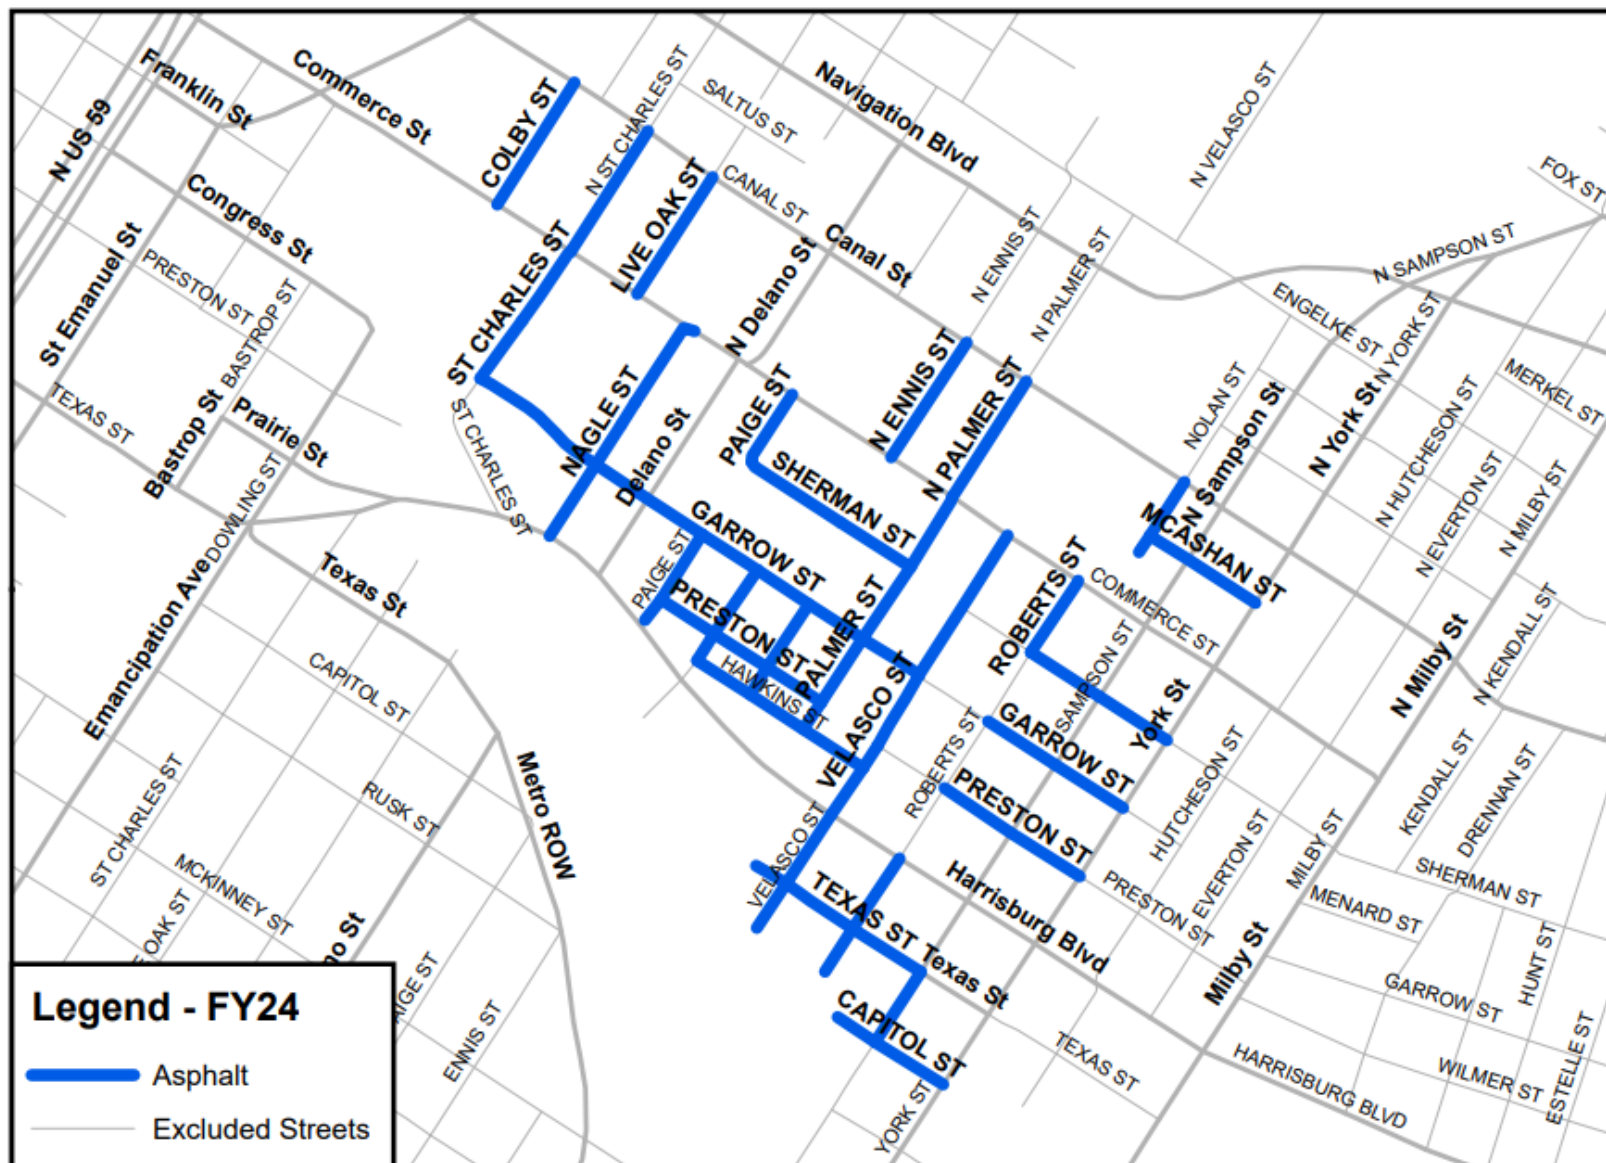 Franklin St
Commerce St
N US 59
COLBY ST
N ST CHARLES ST
SALTUS ST
Navigation Blvd
N VELASCO ST
FOX ST
Congress St
LIVE OAK ST
CANAL ST
Canal St
N ENNIS ST
N PALMER ST
N SAMPSON ST
St Emanuel St
PRESTON ST
BASTROP ST
ST CHARLES ST
N Delano St
ENGELKE ST
N YORK ST
MERKEL ST
TEXAS ST
Bastrop St
Prairie St
ST CHARLES ST
NAGLE ST
Delano St
PAIGE ST
SHERMAN ST
N ENNIS ST
N PALMER ST
NOLAN ST
N Sampson St
N York St
N HUTCHESON ST
N EVERTON ST
N MILBY ST
DOWLING ST
Emancipation Ave
Texas St
GARROW ST
PAIGE ST
PRESTON ST
HAWKINS ST
PALMER ST
VELASCO ST
ROBERTS ST
COMMERCE ST
MCASHAN ST
SAMPSON ST
York St
N Milby St
N KENDALL ST
CAPITOL ST
Metro ROW
ST CHARLES ST
RUSK ST
MCKINNEY ST
ROBERTS ST
GARROW ST
PRESTON ST
HUTCHESON ST
EVERTON ST
PRESTON ST
MILBY ST
KENDALL ST
DRENNAN ST
SHERMAN ST
MENARD ST
VELASCO ST
TEXAS ST
Texas St
Harrisburg Blvd
Milby St
GARROW ST
HUNT ST
OAK ST
no St
AIGE ST
ENNIS ST
CAPITOL ST
YORK ST
TEXAS ST
HARRISBURG BLVD
WILMER ST
ESTELLE ST
Legend - FY24
Asphalt
Excluded Streets